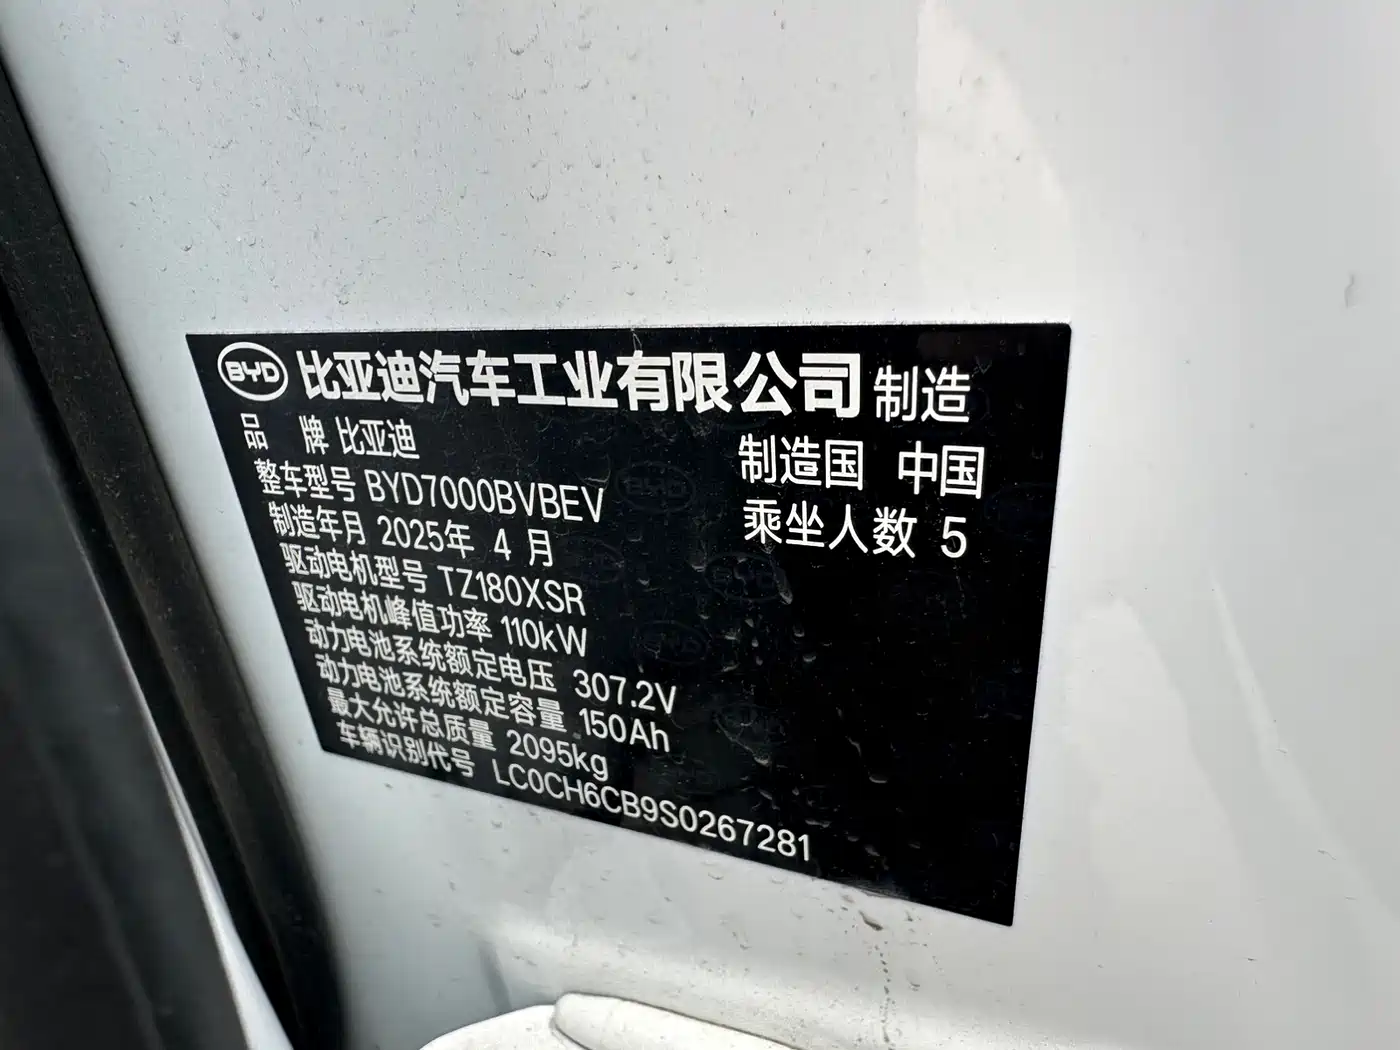 BYD 比亚迪汽车工业有限公司 制造
品 牌 比亚迪
制造国 中国
整车型号 BYD7000BVBEV
乘坐人数 5
制造年月 2025年 4 月
驱动电机型号 TZ180XSR
驱动电机峰值功率 110kW
动力电池系统额定电压 307.2V
动力电池系统额定容量 150Ah
最大允许总质量 2095kg
车辆识别代号 LC0CH6CB9S0267281